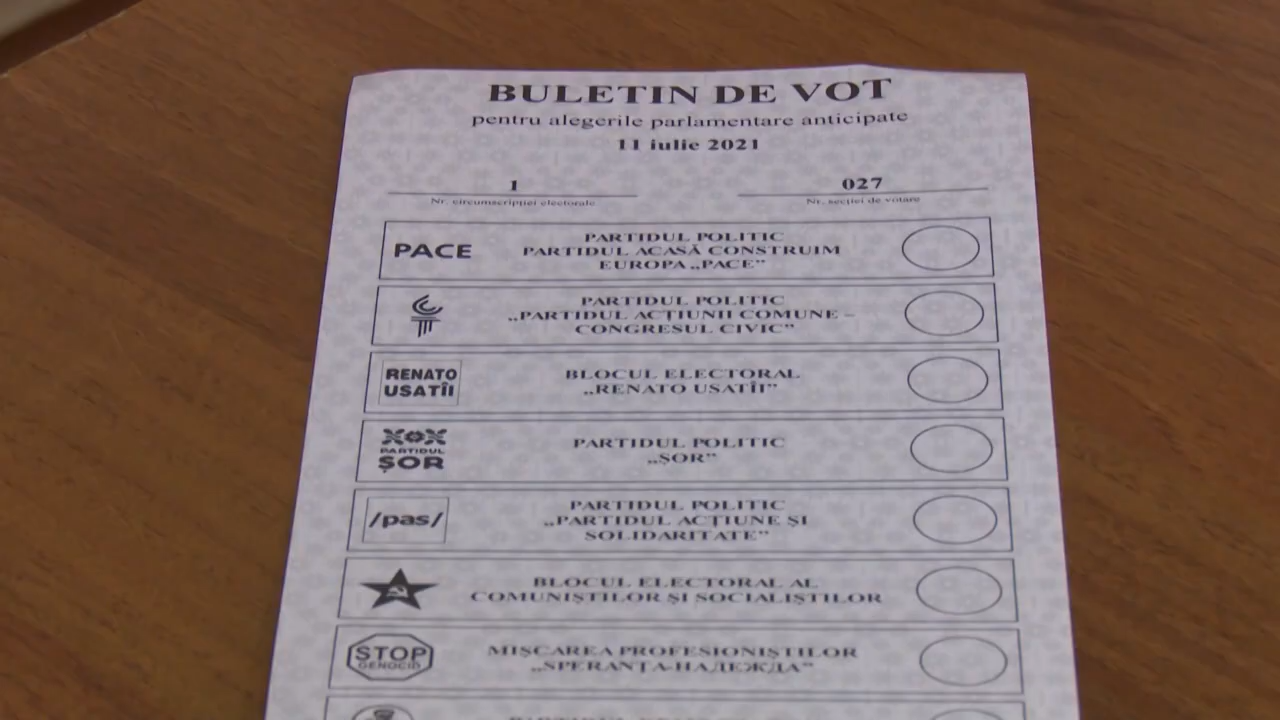 BULETIN DE VOT
pentru alegerile parlamentare anticipate
11 iulie 2021
1
027
Nr. circumscripției electorale
Nr. secției de votare
PACE
PARTIDUL POLITIC
PARTIDUL ACASĂ CONSTRUIM
EUROPA „PACE”
PARTIDUL POLITIC
„PARTIDUL ACȚIUNII COMUNE –
CONGRESUL CIVIC”
RENATO
USATÎI
BLOCUL ELECTORAL
„RENATO USATÎI”
PARTIDUL
ȘOR
PARTIDUL POLITIC
„ȘOR”
/pas/
PARTIDUL POLITIC
„PARTIDUL ACȚIUNE ȘI
SOLIDARITATE”
BLOCUL ELECTORAL AL
COMUNIȘTILOR ȘI SOCIALIȘTILOR
STOP
GENOCID
MIȘCAREA PROFESIONIȘTILOR
„SPERANȚA-НАДЕЖДА”